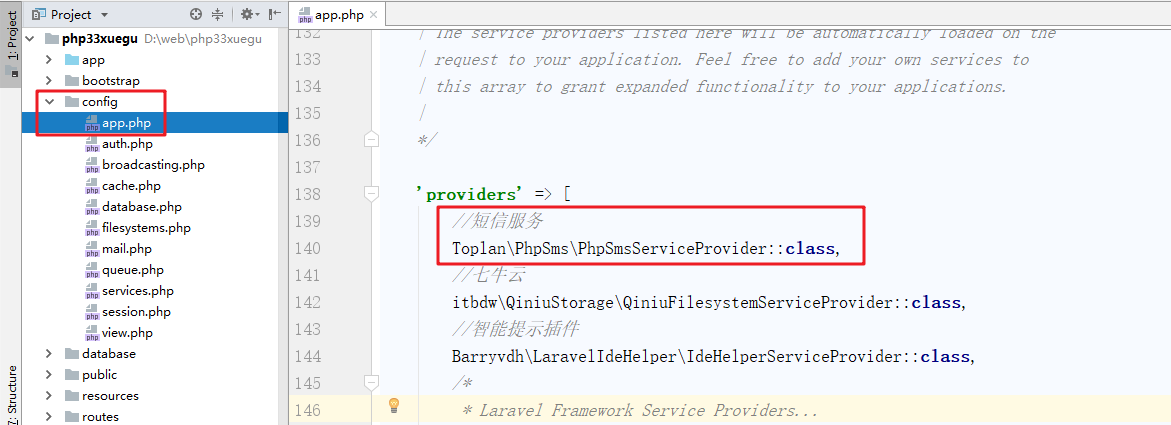 1: Project
7: Structure
Project
php33xuegu D:\web\php33xuegu
app
bootstrap
config
app.php
auth.php
broadcasting.php
cache.php
database.php
filesystems.php
mail.php
queue.php
services.php
session.php
view.php
database
public
resources
routes
app.php
132 | The service providers listed here will be automatically loaded on the
133 | request to your application. Feel free to add your own services to
134 | this array to grant expanded functionality to your applications.
135 |
136 */
137
138 'providers' => [
139 //短信服务
140 Toplan\PhpSms\PhpSmsServiceProvider::class,
141 //七牛云
142 itbdw\QiniuStorage\QiniuFilesystemServiceProvider::class,
143 //智能提示插件
144 Barryvdh\LaravelIdeHelper\IdeHelperServiceProvider::class,
145 /*
146 * Laravel Framework Service Providers...